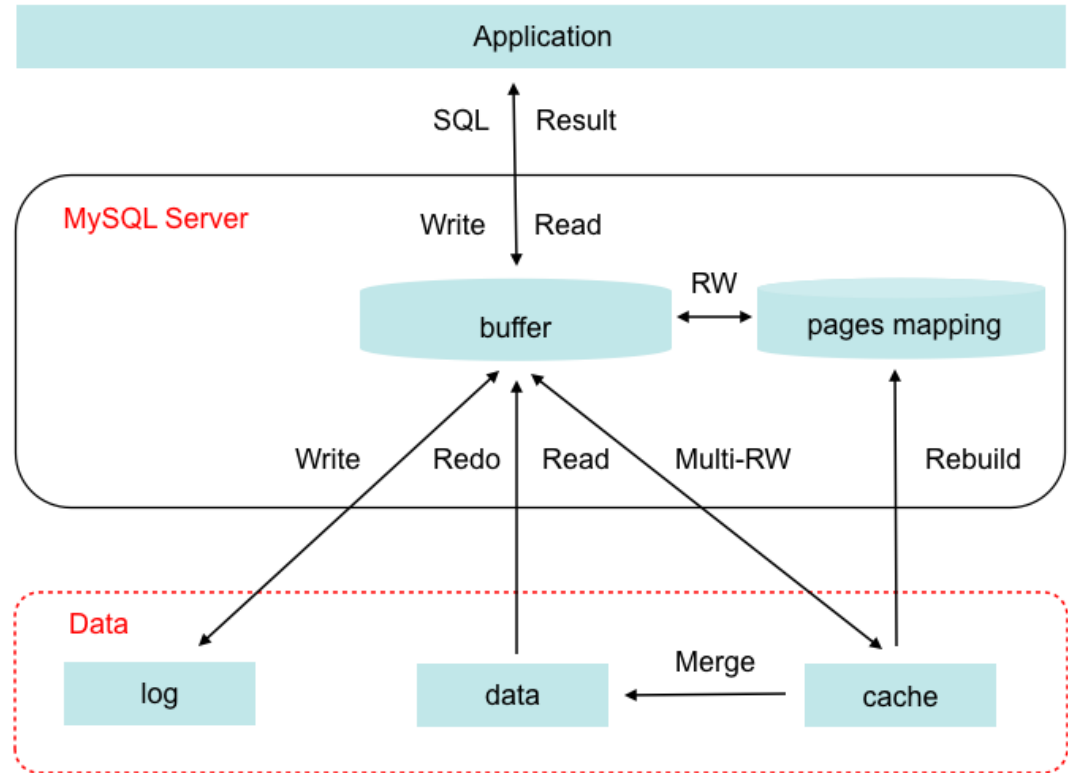 Application
SQL Result
MySQL Server
Write Read
RW
buffer
pages mapping
Write Redo Read Multi-RW Rebuild
Data
Merge
log
data
cache